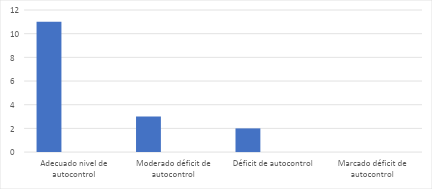 12
10
8
6
4
2
0
Adecuado nivel de
autocontrol
Moderado déficit de
autocontrol
Déficit de autocontrol
Marcado déficit de
autocontrol